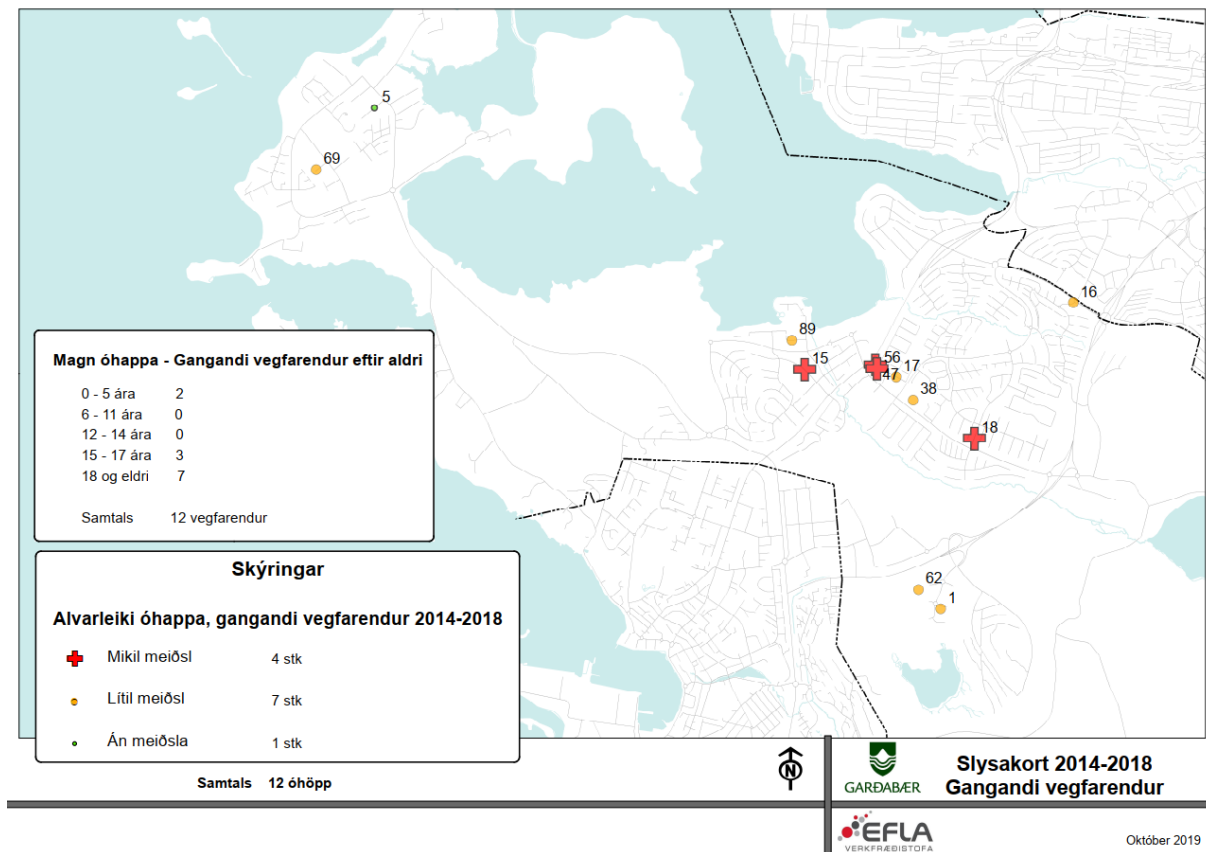 5
69
16
89
15
56
47
17
38
18
62
1
Magn óhappa - Gangandi vegfarendur eftir aldri
0 - 5 ára 2
6 - 11 ára 0
12 - 14 ára 0
15 - 17 ára 3
18 og eldri 7
Samtals 12 vegfarendur
Skýringar
Alvarleiki óhappa, gangandi vegfarendur 2014-2018
Mikil meiðsl 4 stk
Lítil meiðsl 7 stk
Án meiðsla 1 stk
Samtals 12 óhöpp
N
GARÐABÆR
Slysakort 2014-2018
Gangandi vegfarendur
EFLA
VERKFRÆÐISTOFA
Október 2019